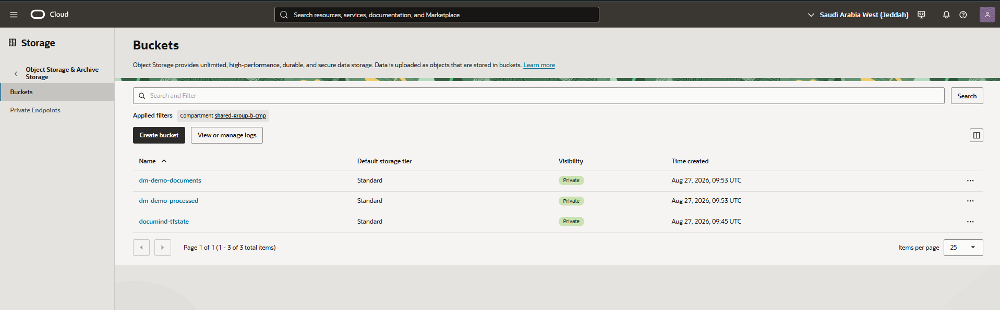 Cloud
Search resources, services, documentation, and Marketplace
Saudi Arabia West (Jeddah)
Storage
Object Storage & Archive
Storage
Buckets
Private Endpoints
Buckets
Object Storage provides unlimited, high-performance, durable, and secure data storage. Data is uploaded as objects that are stored in buckets. Learn more
Search and Filter
Search
Applied filters Compartment shared-group-b-cmp
Create bucket View or manage logs
Name Default storage tier Visibility Time created
dm-demo-documents Standard Private Aug 27, 2026, 09:53 UTC
dm-demo-processed Standard Private Aug 27, 2026, 09:53 UTC
documind-tfstate Standard Private Aug 27, 2026, 09:45 UTC
Page 1 of 1 (1 - 3 of 3 total items) Items per page 25